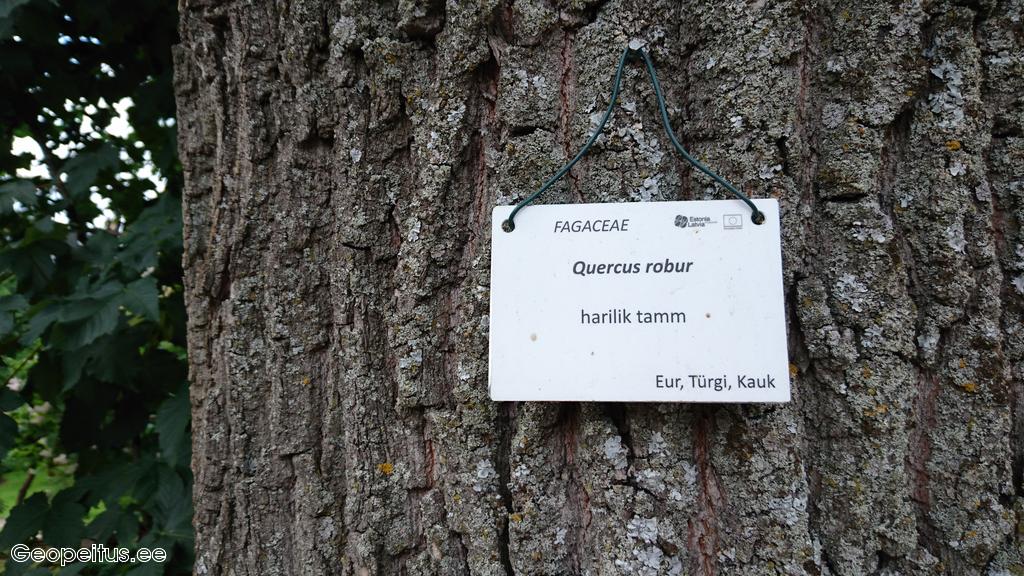 FAGACEAE
Estonia
Latvia
Quercus robur
harilik tamm
Eur, Türgi, Kauk
Geopeitus.ee